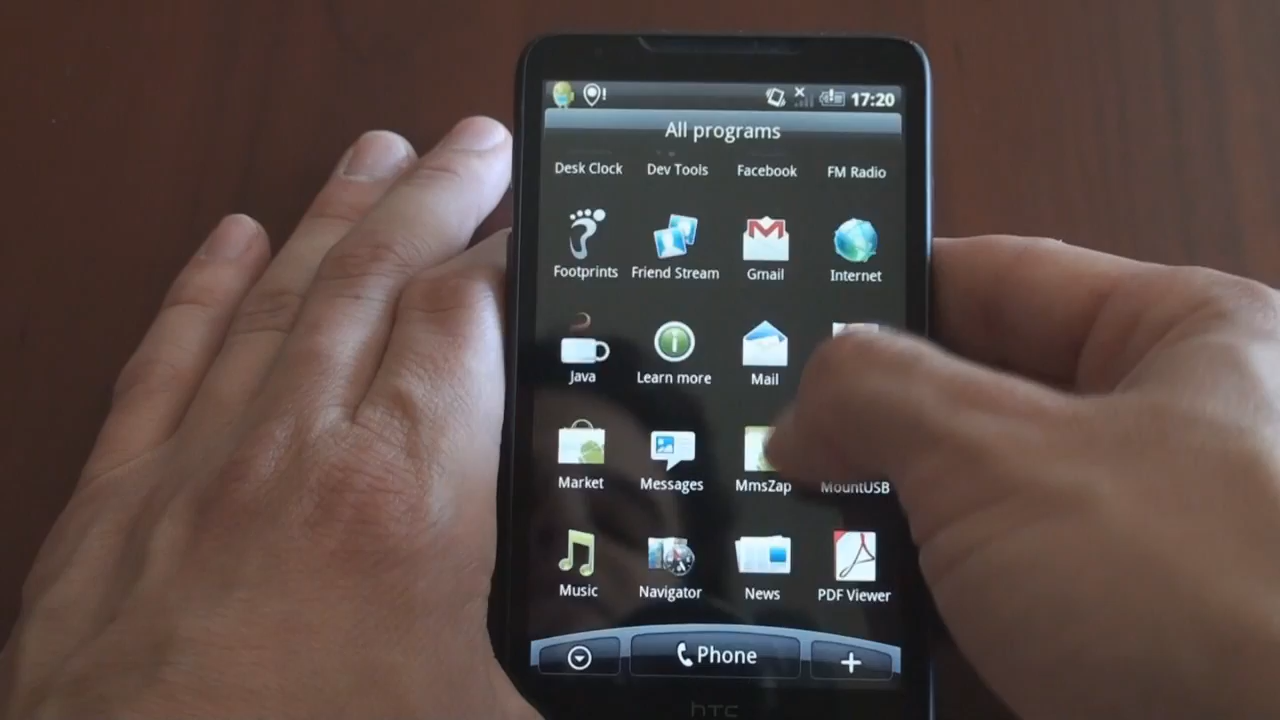 17:20
All programs
Desk Clock Dev Tools Facebook FM Radio
Footprints Friend Stream Gmail Internet
Java Learn more Mail
Market Messages MmsZap MountUSB
Music Navigator News PDF Viewer
Phone
hTC